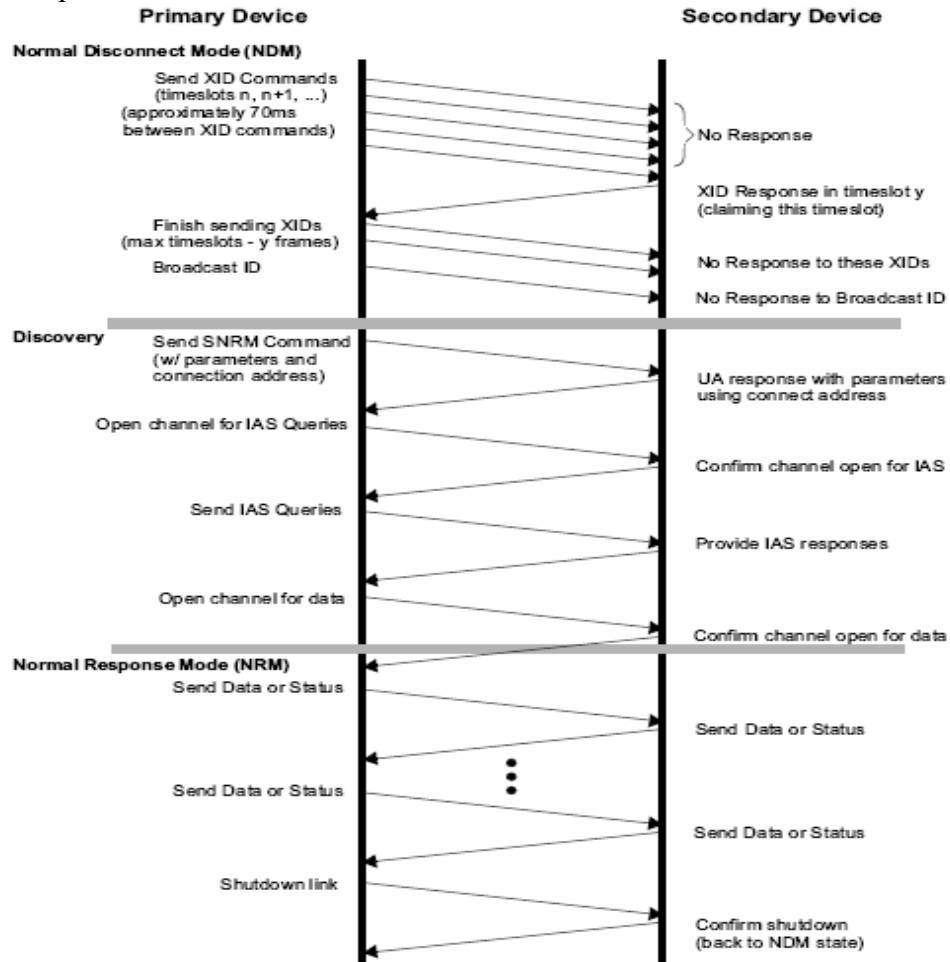 Primary Device
Secondary Device
Normal Disconnect Mode (NDM)
Send XID Commands
(timeslots n, n+1, ...)
(approximately 70ms
between XID commands)
No Response
XID Response in timeslot y
(claiming this timeslot)
Finish sending XIDs
(max timeslots - y frames)
No Response to these XIDs
Broadcast ID
No Response to Broadcast ID
Discovery
Send SNRM Command
(w/ parameters and
connection address)
UA response with parameters
using connect address
Open channel for IAS Queries
Confirm channel open for IAS
Send IAS Queries
Provide IAS responses
Open channel for data
Confirm channel open for data
Normal Response Mode (NRM)
Send Data or Status
Send Data or Status
Send Data or Status
Send Data or Status
Shutdown link
Confirm shutdown
(back to NDM state)